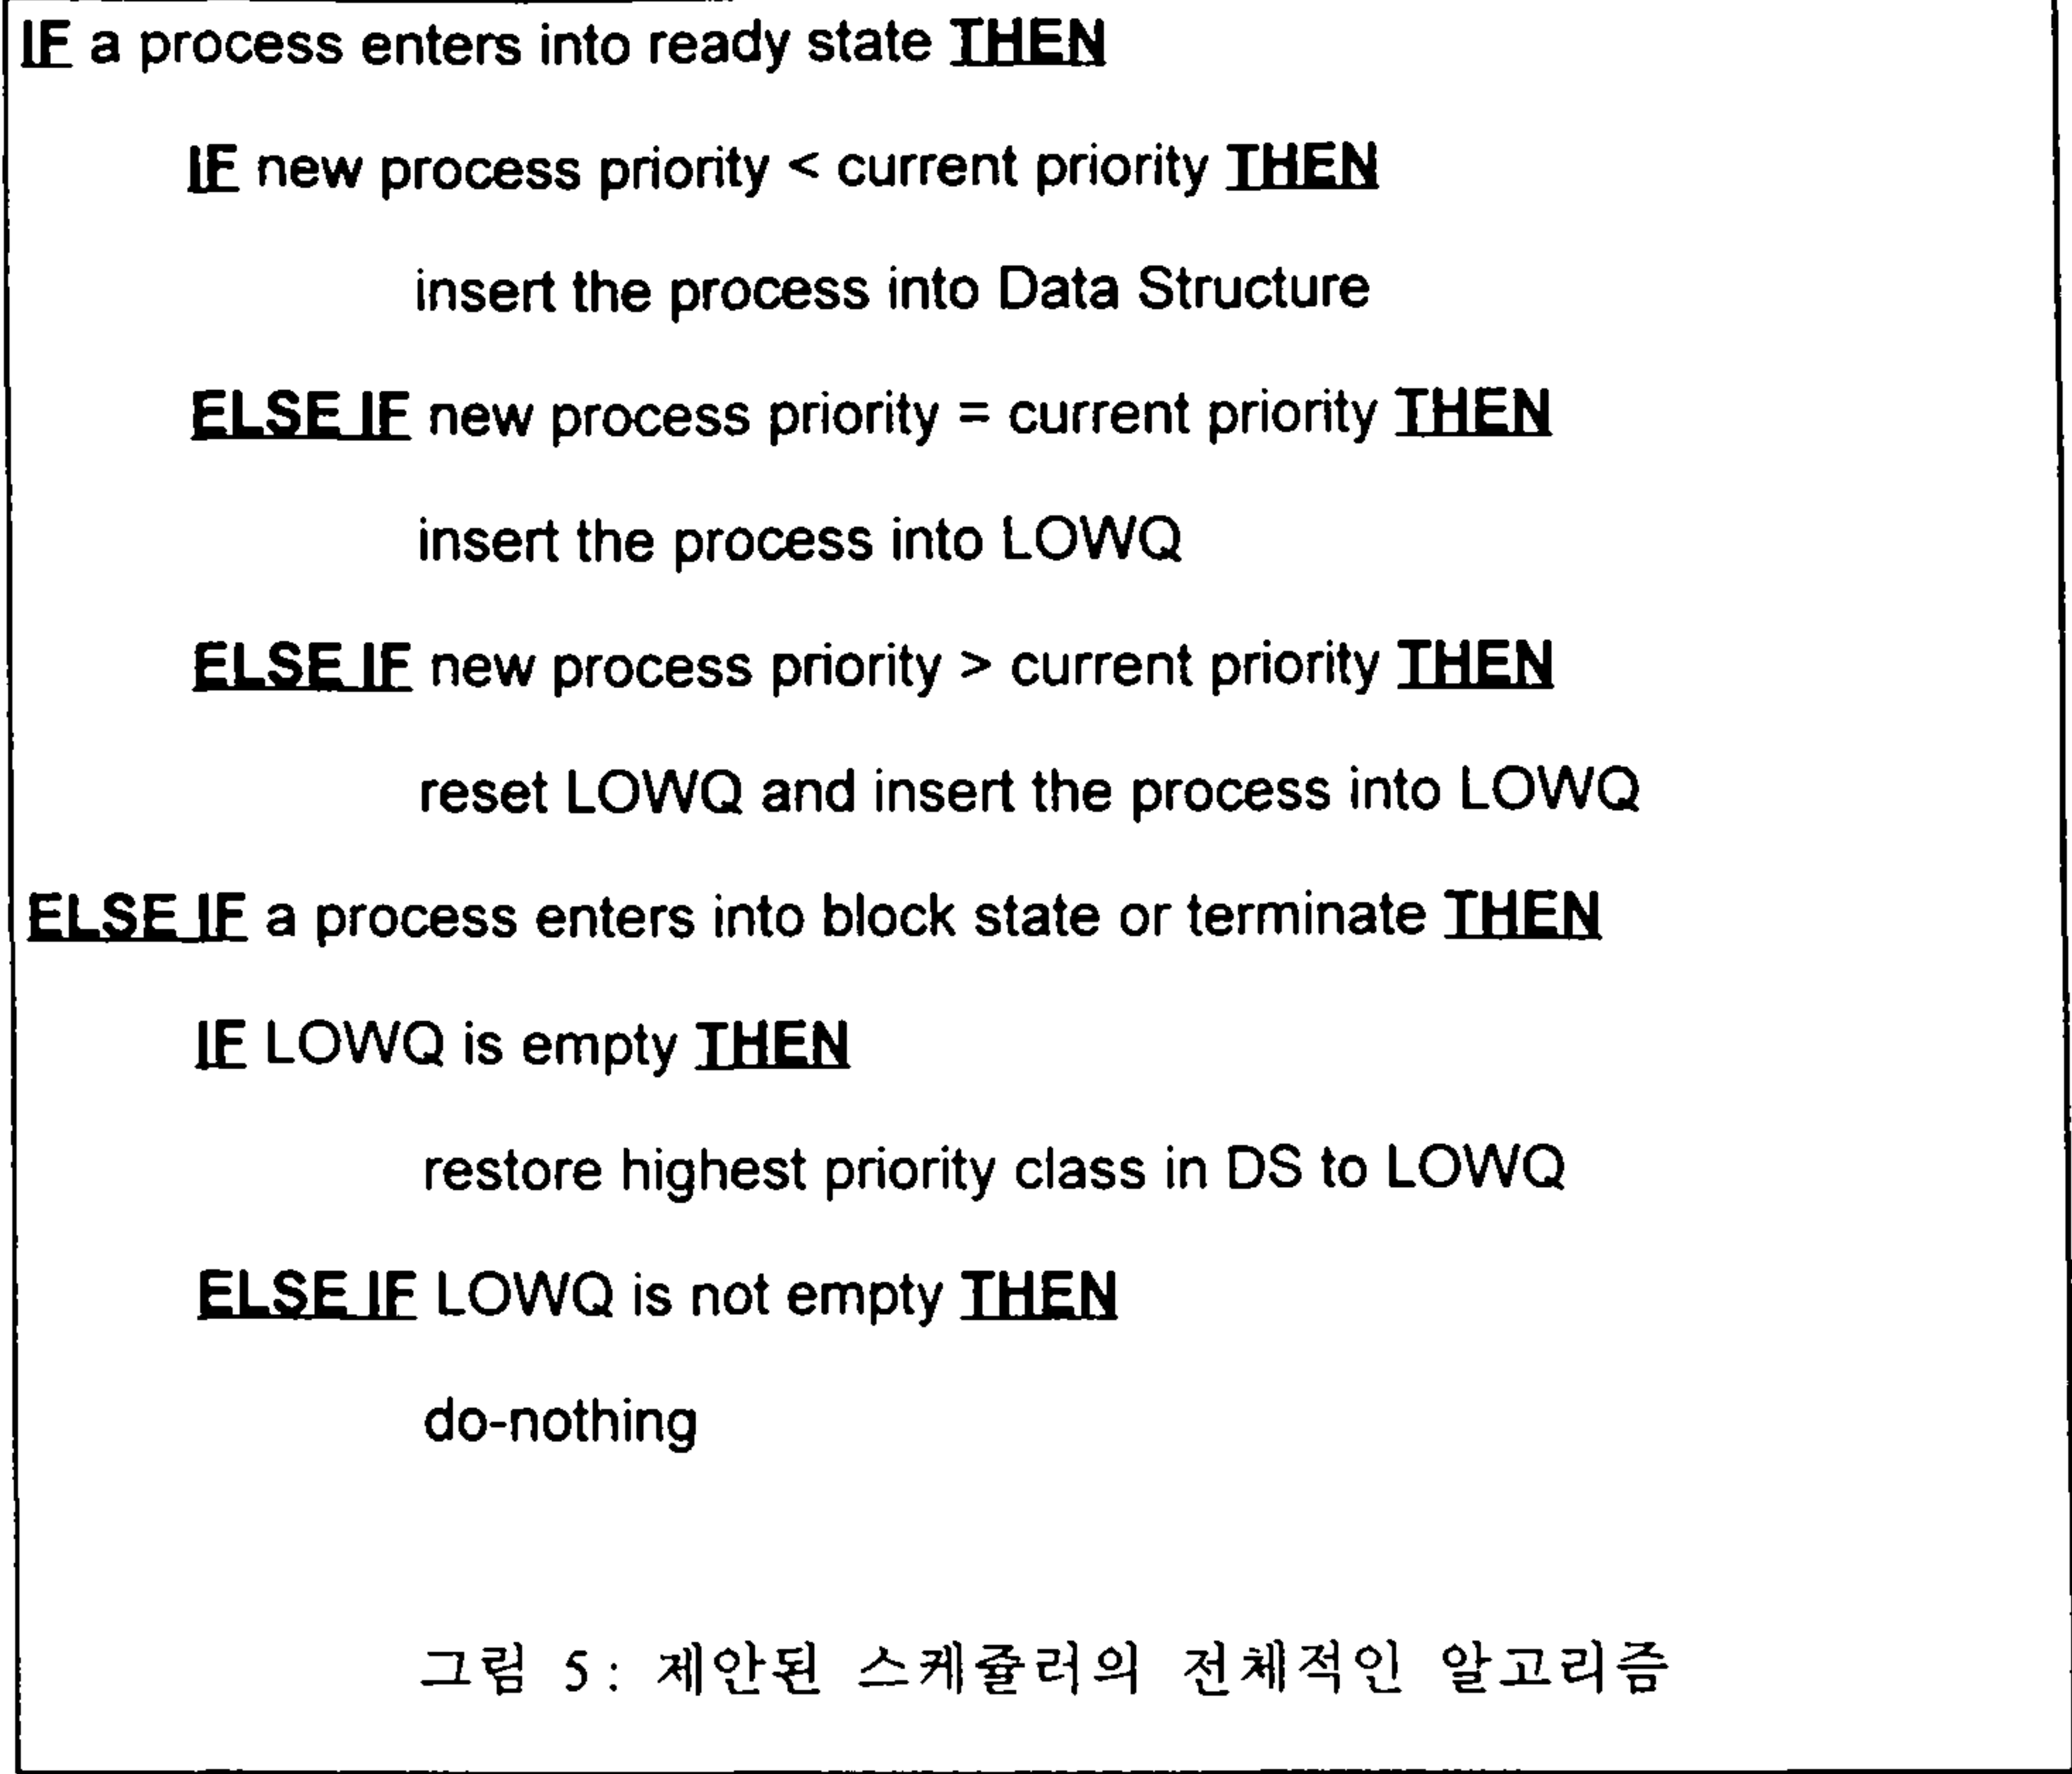 IF a process enters into ready state THEN
IF new process priority < current priority THEN
insert the process into Data Structure
ELSE IF new process priority = current priority THEN
insert the process into LOWQ
ELSE IF new process priority > current priority THEN
reset LOWQ and insert the process into LOWQ
ELSE IF a process enters into block state or terminate THEN
IF LOWQ is empty THEN
restore highest priority class in DS to LOWQ
ELSE IF LOWQ is not empty THEN
do-nothing
그림 5: 제안된 스케쥴러의 전체적인 알고리즘